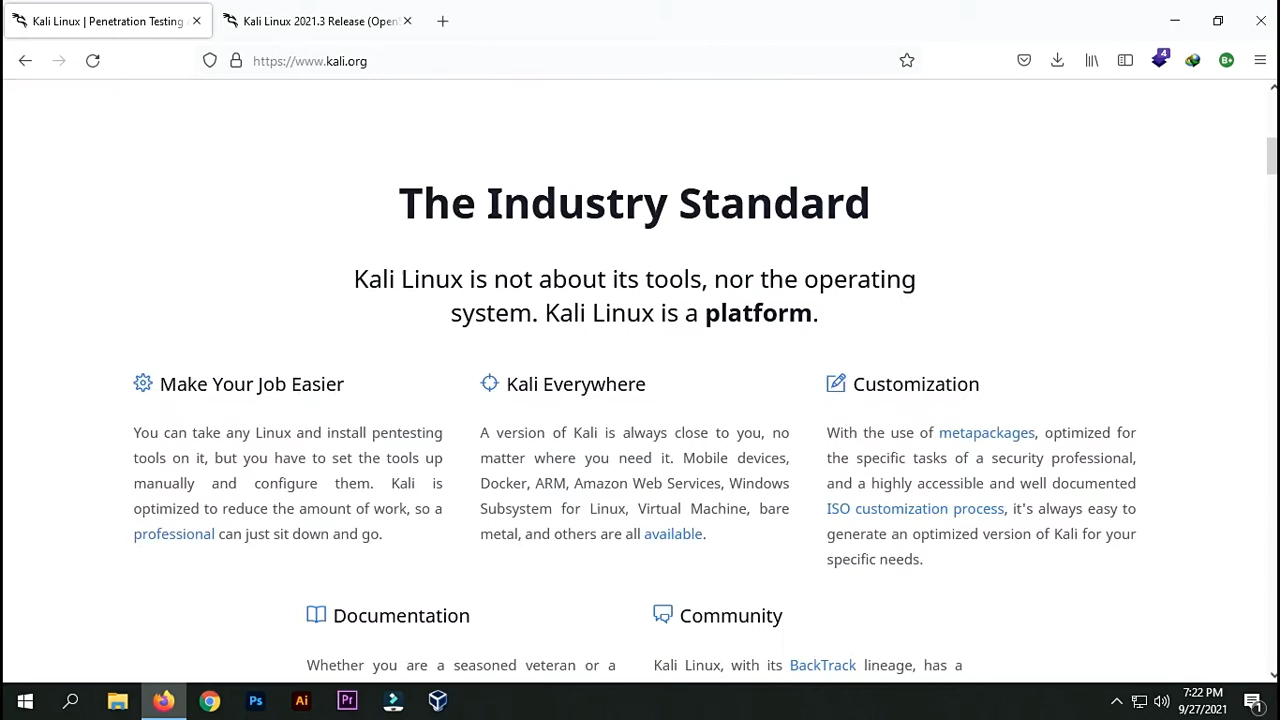 Kali Linux | Penetration Testing
Kali Linux 2021.3 Release (Open
https://www.kali.org
4
B+
The Industry Standard
Kali Linux is not about its tools, nor the operating
system. Kali Linux is a platform.
Make Your Job Easier
You can take any Linux and install pentesting
tools on it, but you have to set the tools up
manually and configure them. Kali is
optimized to reduce the amount of work, so a
professional can just sit down and go.
Kali Everywhere
A version of Kali is always close to you, no
matter where you need it. Mobile devices,
Docker, ARM, Amazon Web Services, Windows
Subsystem for Linux, Virtual Machine, bare
metal, and others are all available.
Customization
With the use of metapackages, optimized for
the specific tasks of a security professional,
and a highly accessible and well documented
ISO customization process, it's always easy to
generate an optimized version of Kali for your
specific needs.
Documentation
Whether you are a seasoned veteran or a
Community
Kali Linux, with its BackTrack lineage, has a
Ps
Ai
Pr
7:22 PM
9/27/2021
1